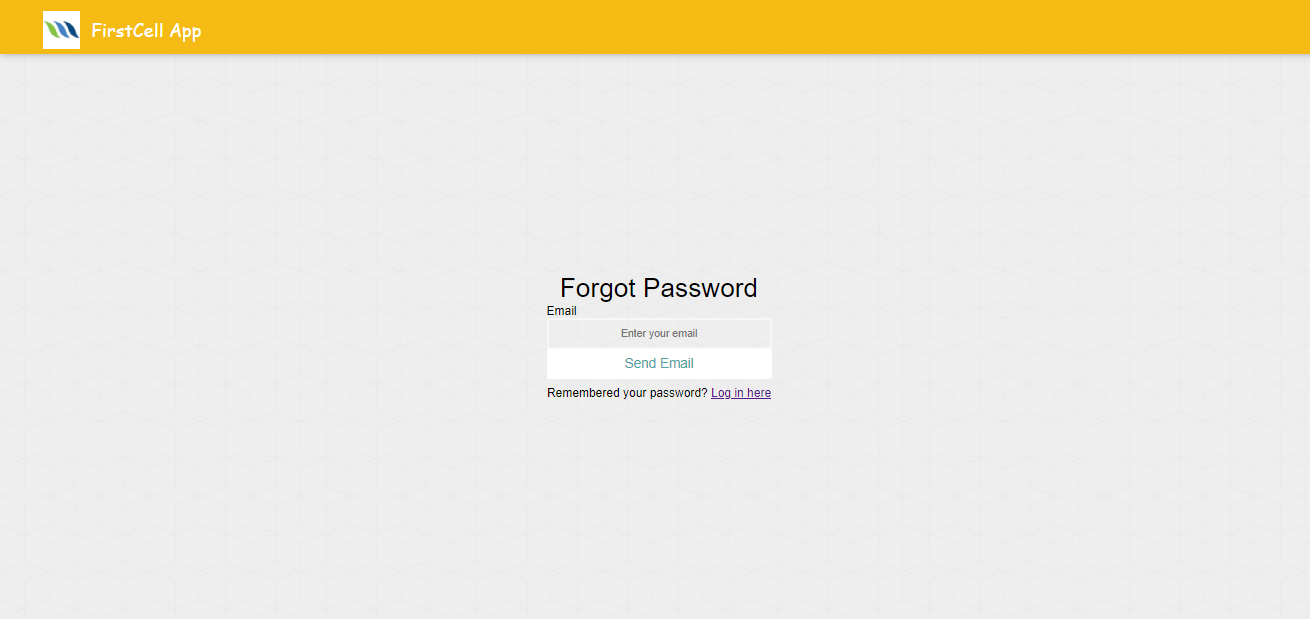 FirstCell App
Forgot Password
Email
Enter your email
Send Email
Remembered your password? Log in here